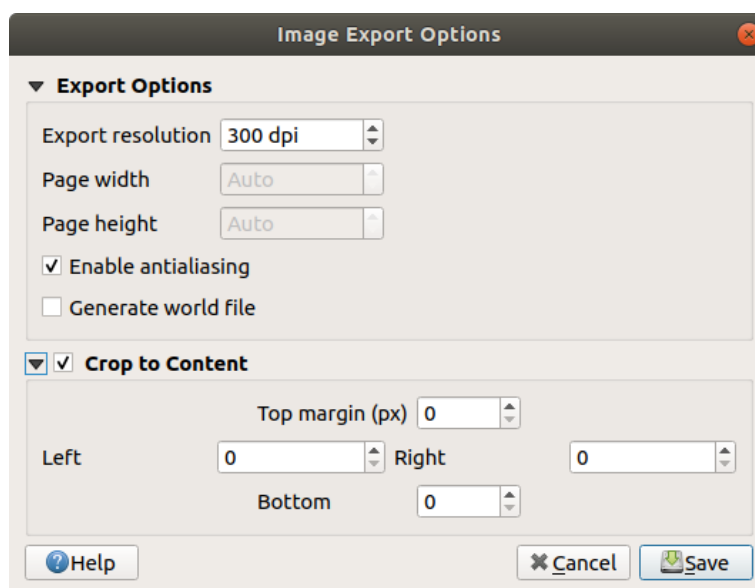 Image Export Options
Export Options
Export resolution 300 dpi
Page width Auto
Page height Auto
Enable antialiasing
Generate world file
Crop to Content
Top margin (px) 0
Left 0 Right 0
Bottom 0
Help Cancel Save